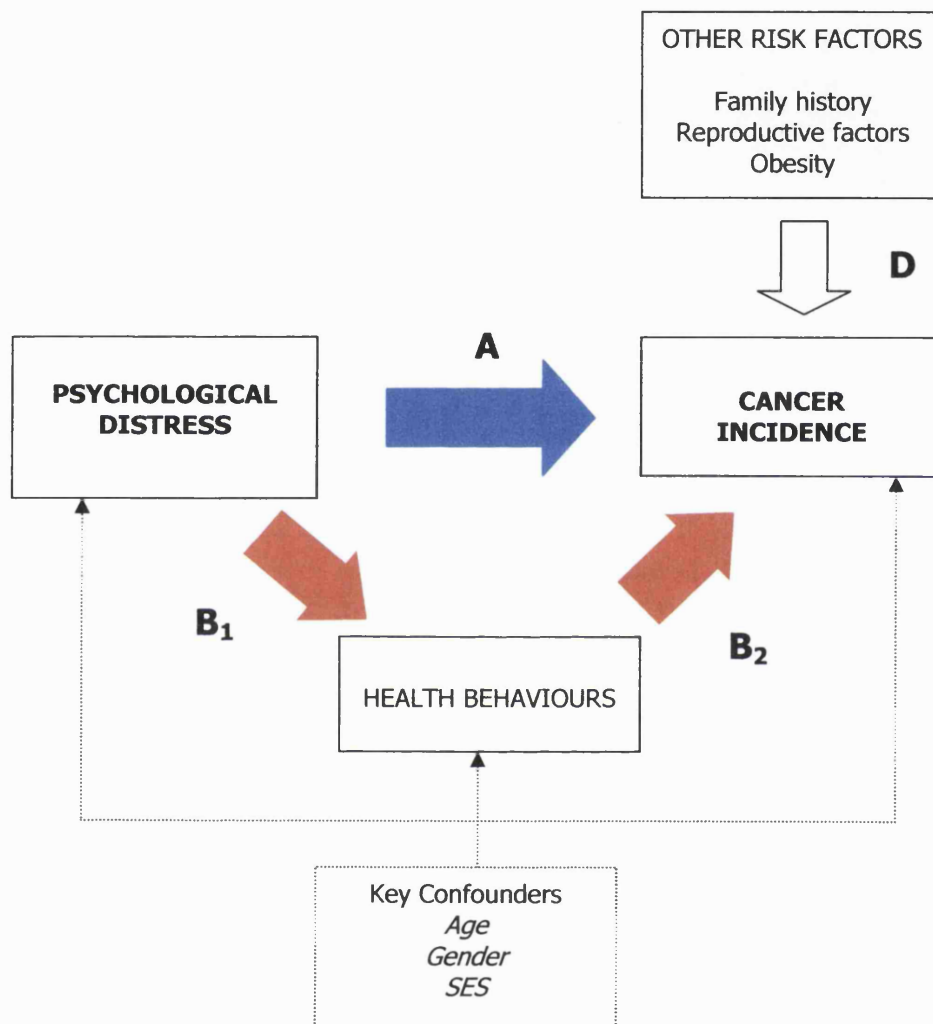 OTHER RISK FACTORS
Family history
Reproductive factors
Obesity
D
A
PSYCHOLOGICAL
DISTRESS
CANCER
INCIDENCE
B₁
B₂
HEALTH BEHAVIOURS
Key Confounders
Age
Gender
SES